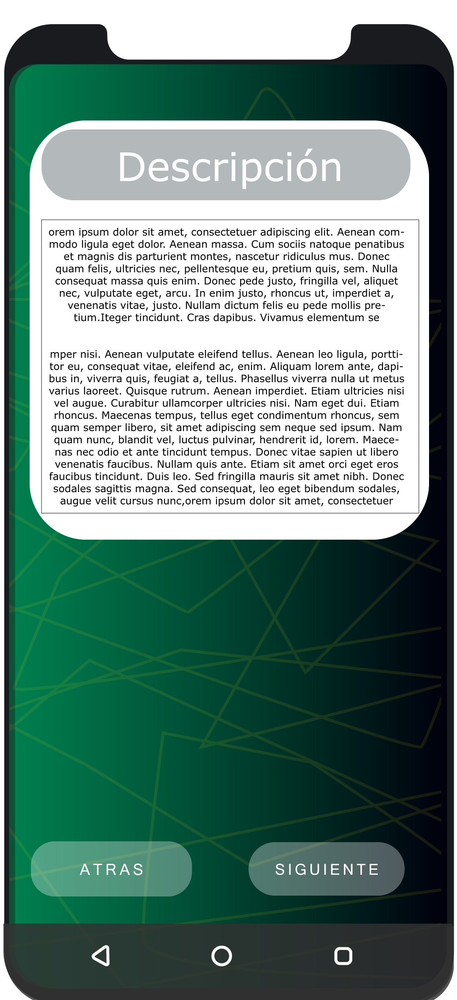 Descripción
orem ipsum dolor sit amet, consectetuer adipiscing elit. Aenean com-
modo ligula eget dolor. Aenean massa. Cum sociis natoque penatibus
et magnis dis parturient montes, nascetur ridiculus mus. Donec
quam felis, ultricies nec, pellentesque eu, pretium quis, sem. Nulla
consequat massa quis enim. Donec pede justo, fringilla vel, aliquet
nec, vulputate eget, arcu. In enim justo, rhoncus ut, imperdiet a,
venenatis vitae, justo. Nullam dictum felis eu pede mollis pre-
tium.Iteger tincidunt. Cras dapibus. Vivamus elementum se
mper nisi. Aenean vulputate eleifend tellus. Aenean leo ligula, portti-
tor eu, consequat vitae, eleifend ac, enim. Aliquam lorem ante, dapi-
bus in, viverra quis, feugiat a, tellus. Phasellus viverra nulla ut metus
varius laoreet. Quisque rutrum. Aenean imperdiet. Etiam ultricies nisi
vel augue. Curabitur ullamcorper ultricies nisi. Nam eget dui. Etiam
rhoncus. Maecenas tempus, tellus eget condimentum rhoncus, sem
quam semper libero, sit amet adipiscing sem neque sed ipsum. Nam
quam nunc, blandit vel, luctus pulvinar, hendrerit id, lorem. Maece-
nas nec odio et ante tincidunt tempus. Donec vitae sapien ut libero
venenatis faucibus. Nullam quis ante. Etiam sit amet orci eget eros
faucibus tincidunt. Duis leo. Sed fringilla mauris sit amet nibh. Donec
sodales sagittis magna. Sed consequat, leo eget bibendum sodales,
augue velit cursus nunc,orem ipsum dolor sit amet, consectetuer
ATRAS
SIGUIENTE